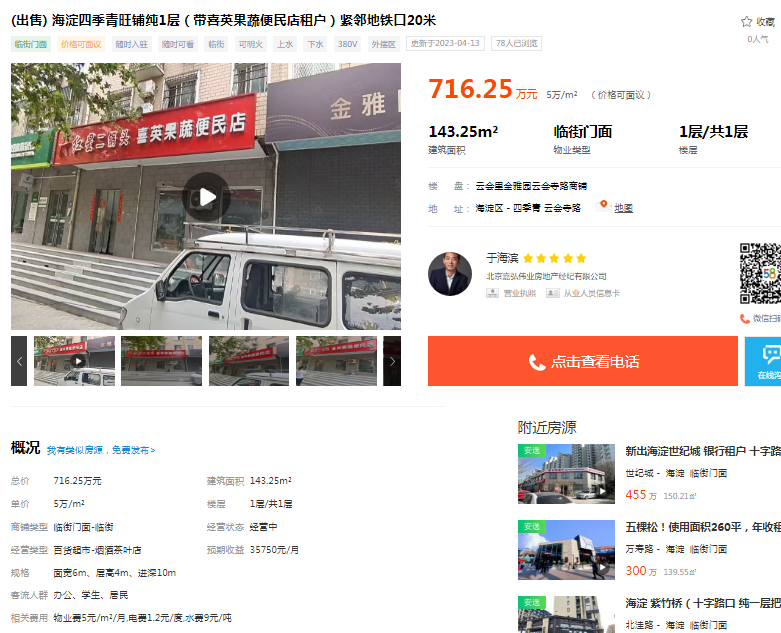 (出售) 海淀四季青旺铺纯1层（带喜英果蔬便民店租户）紧邻地铁口20米
收藏
0人气
临街门面 价格可面议 随时入驻 随时可看 临街 可明火 上水 下水 380V 外摆区 更新于2023-04-13 78人已浏览
红星二锅头 喜英果蔬便民店
金雅
716.25 万元 5万/m² （价格可面议）
143.25m² 临街门面 1层/共1层
建筑面积 物业类型 楼层
楼 盘： 云会里金雅园云会寺路商铺
地 址： 海淀区 - 四季青 云会寺路 地图
于海滨
北京嘉弘伟业房地产经纪有限公司
营业执照 从业人员信息卡
58
微信扫码
点击查看电话
在线沟
概况 我有类似房源，免费发布>
总价 716.25万元 建筑面积 143.25m²
单价 5万/m² 楼层 1层/共1层
商铺类型 临街门面-临街 经营状态 经营中
经营类型 百货超市-烟酒茶叶店 预期收益 35750元/月
规格 面宽6m、层高4m、进深10m
客流人群 办公、学生、居民
相关费用 物业费5元/m²/月,电费1.2元/度,水费9元/吨
附近房源
安选
新出海淀世纪城 银行租户 十字路
世纪城 - 海淀 临街门面
455 万 150.21㎡
安选
五棵松！使用面积260平，年收租
万寿路 - 海淀 临街门面
300 万 139.55㎡
安选
海淀 紫竹桥（十字路口 纯一层把
北洼路 - 海淀 临街门面